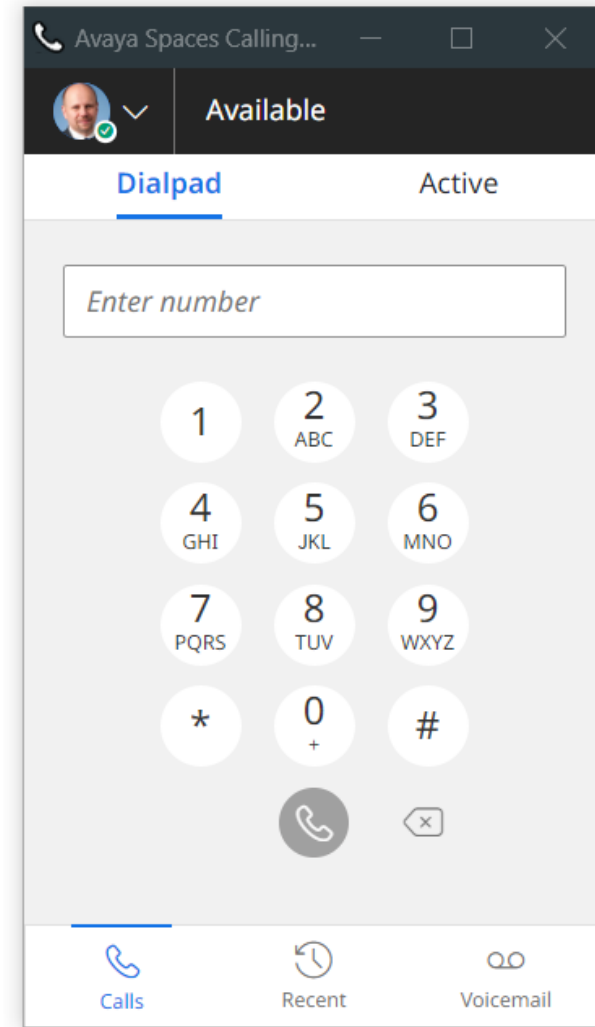 Avaya Spaces Calling...
Available
Dialpad Active
Enter number
1 2 3
ABC DEF
4 5 6
GHI JKL MNO
7 8 9
PQRS TUV WXYZ
* 0 #
+
Calls Recent Voicemail